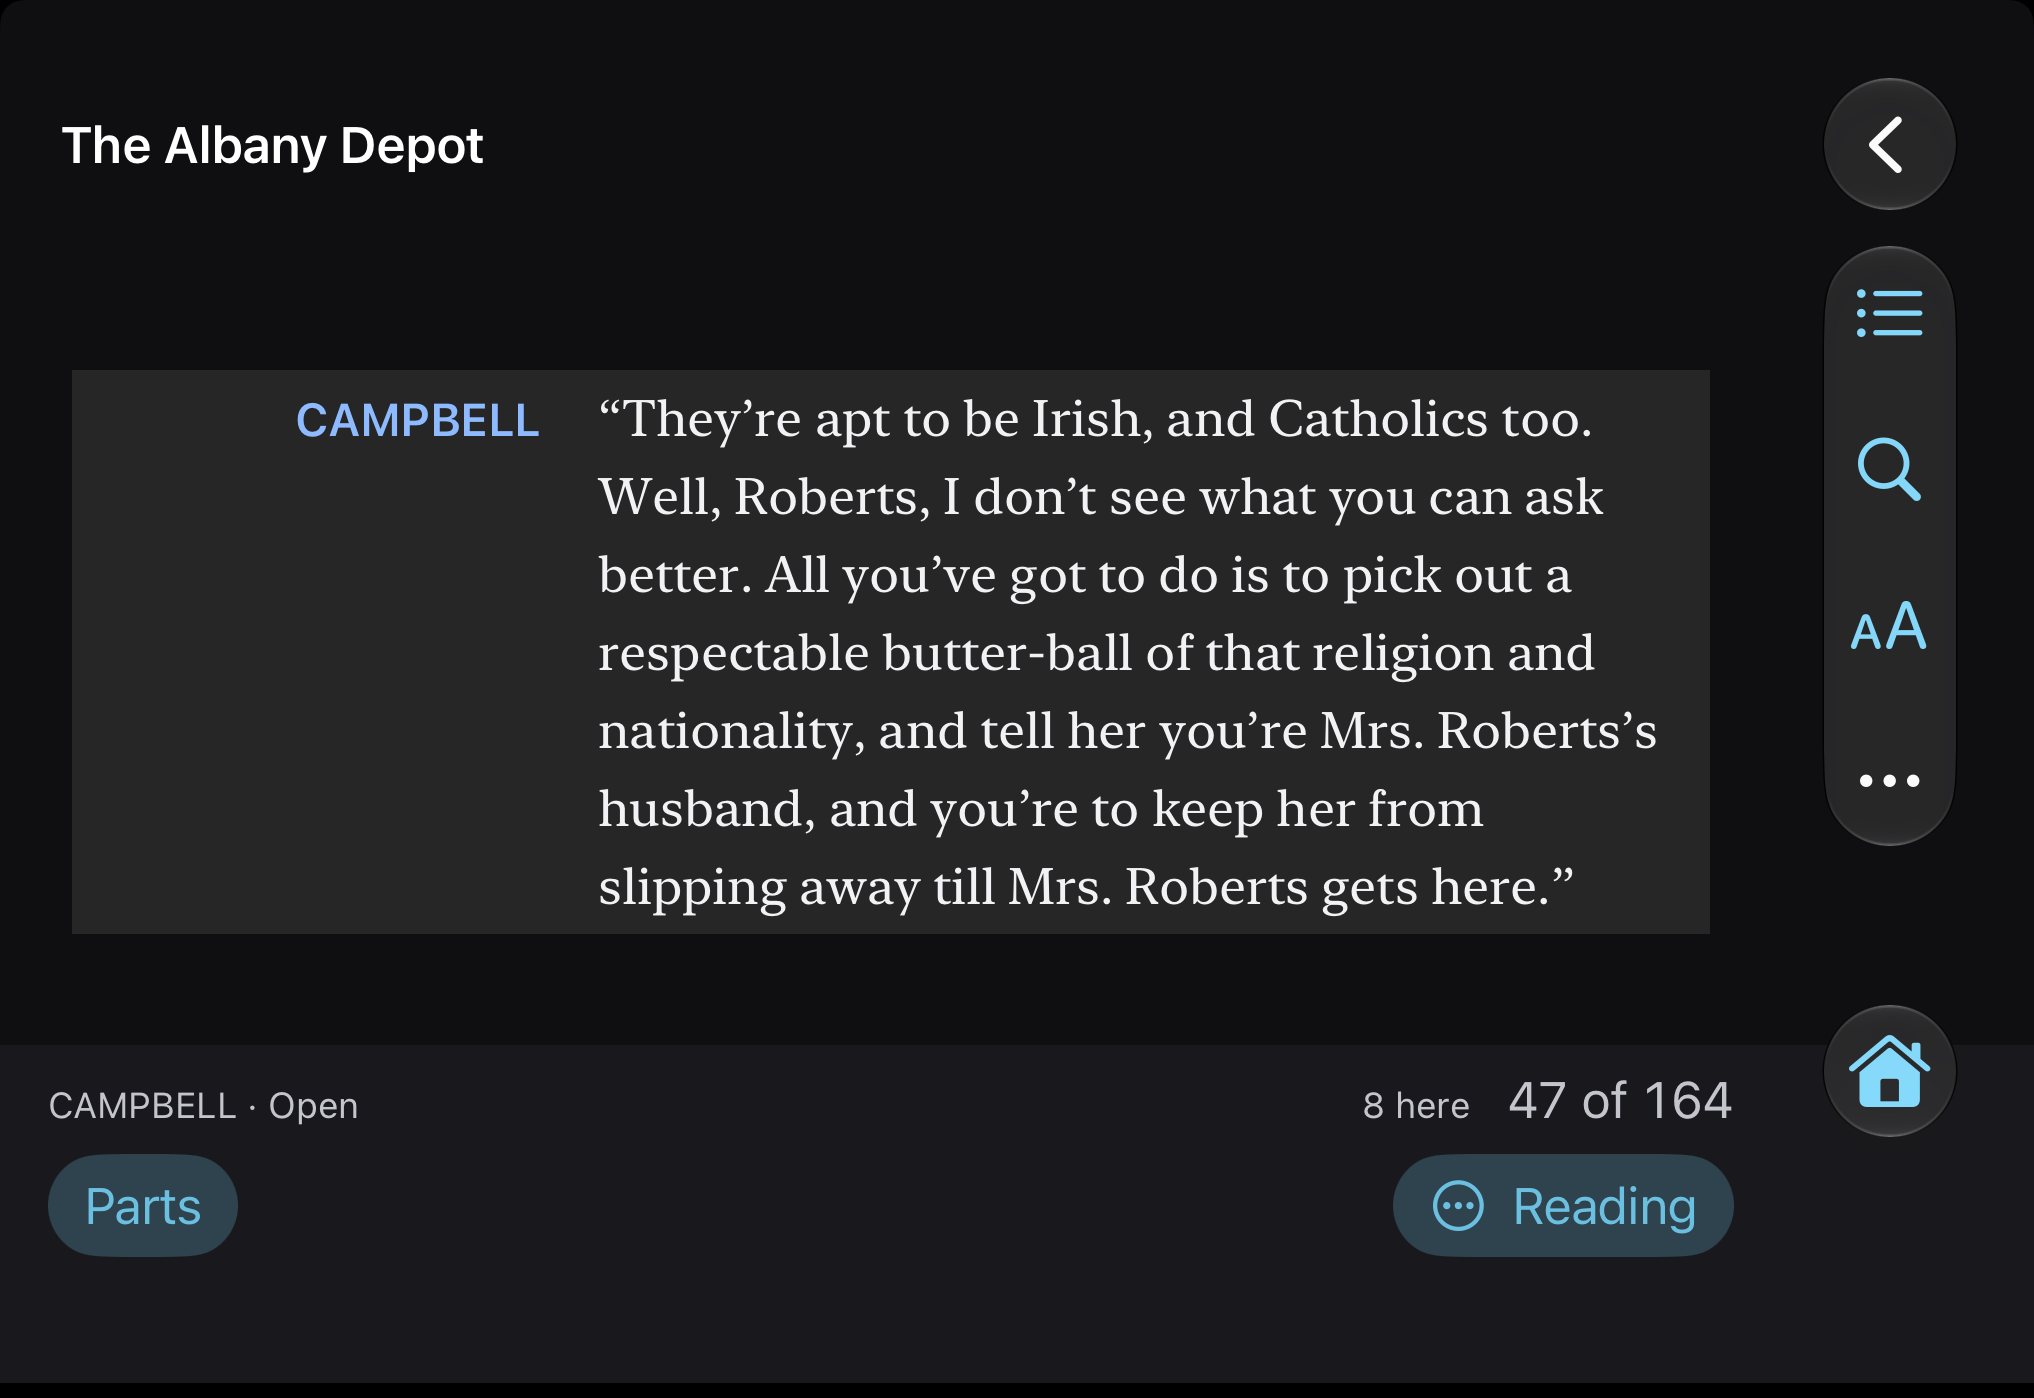 The Albany Depot
CAMPBELL
“They’re apt to be Irish, and Catholics too.
Well, Roberts, I don’t see what you can ask
better. All you’ve got to do is to pick out a
respectable butter-ball of that religion and
nationality, and tell her you’re Mrs. Roberts’s
husband, and you’re to keep her from
slipping away till Mrs. Roberts gets here.”
AA
CAMPBELL · Open
8 here 47 of 164
Parts
Reading